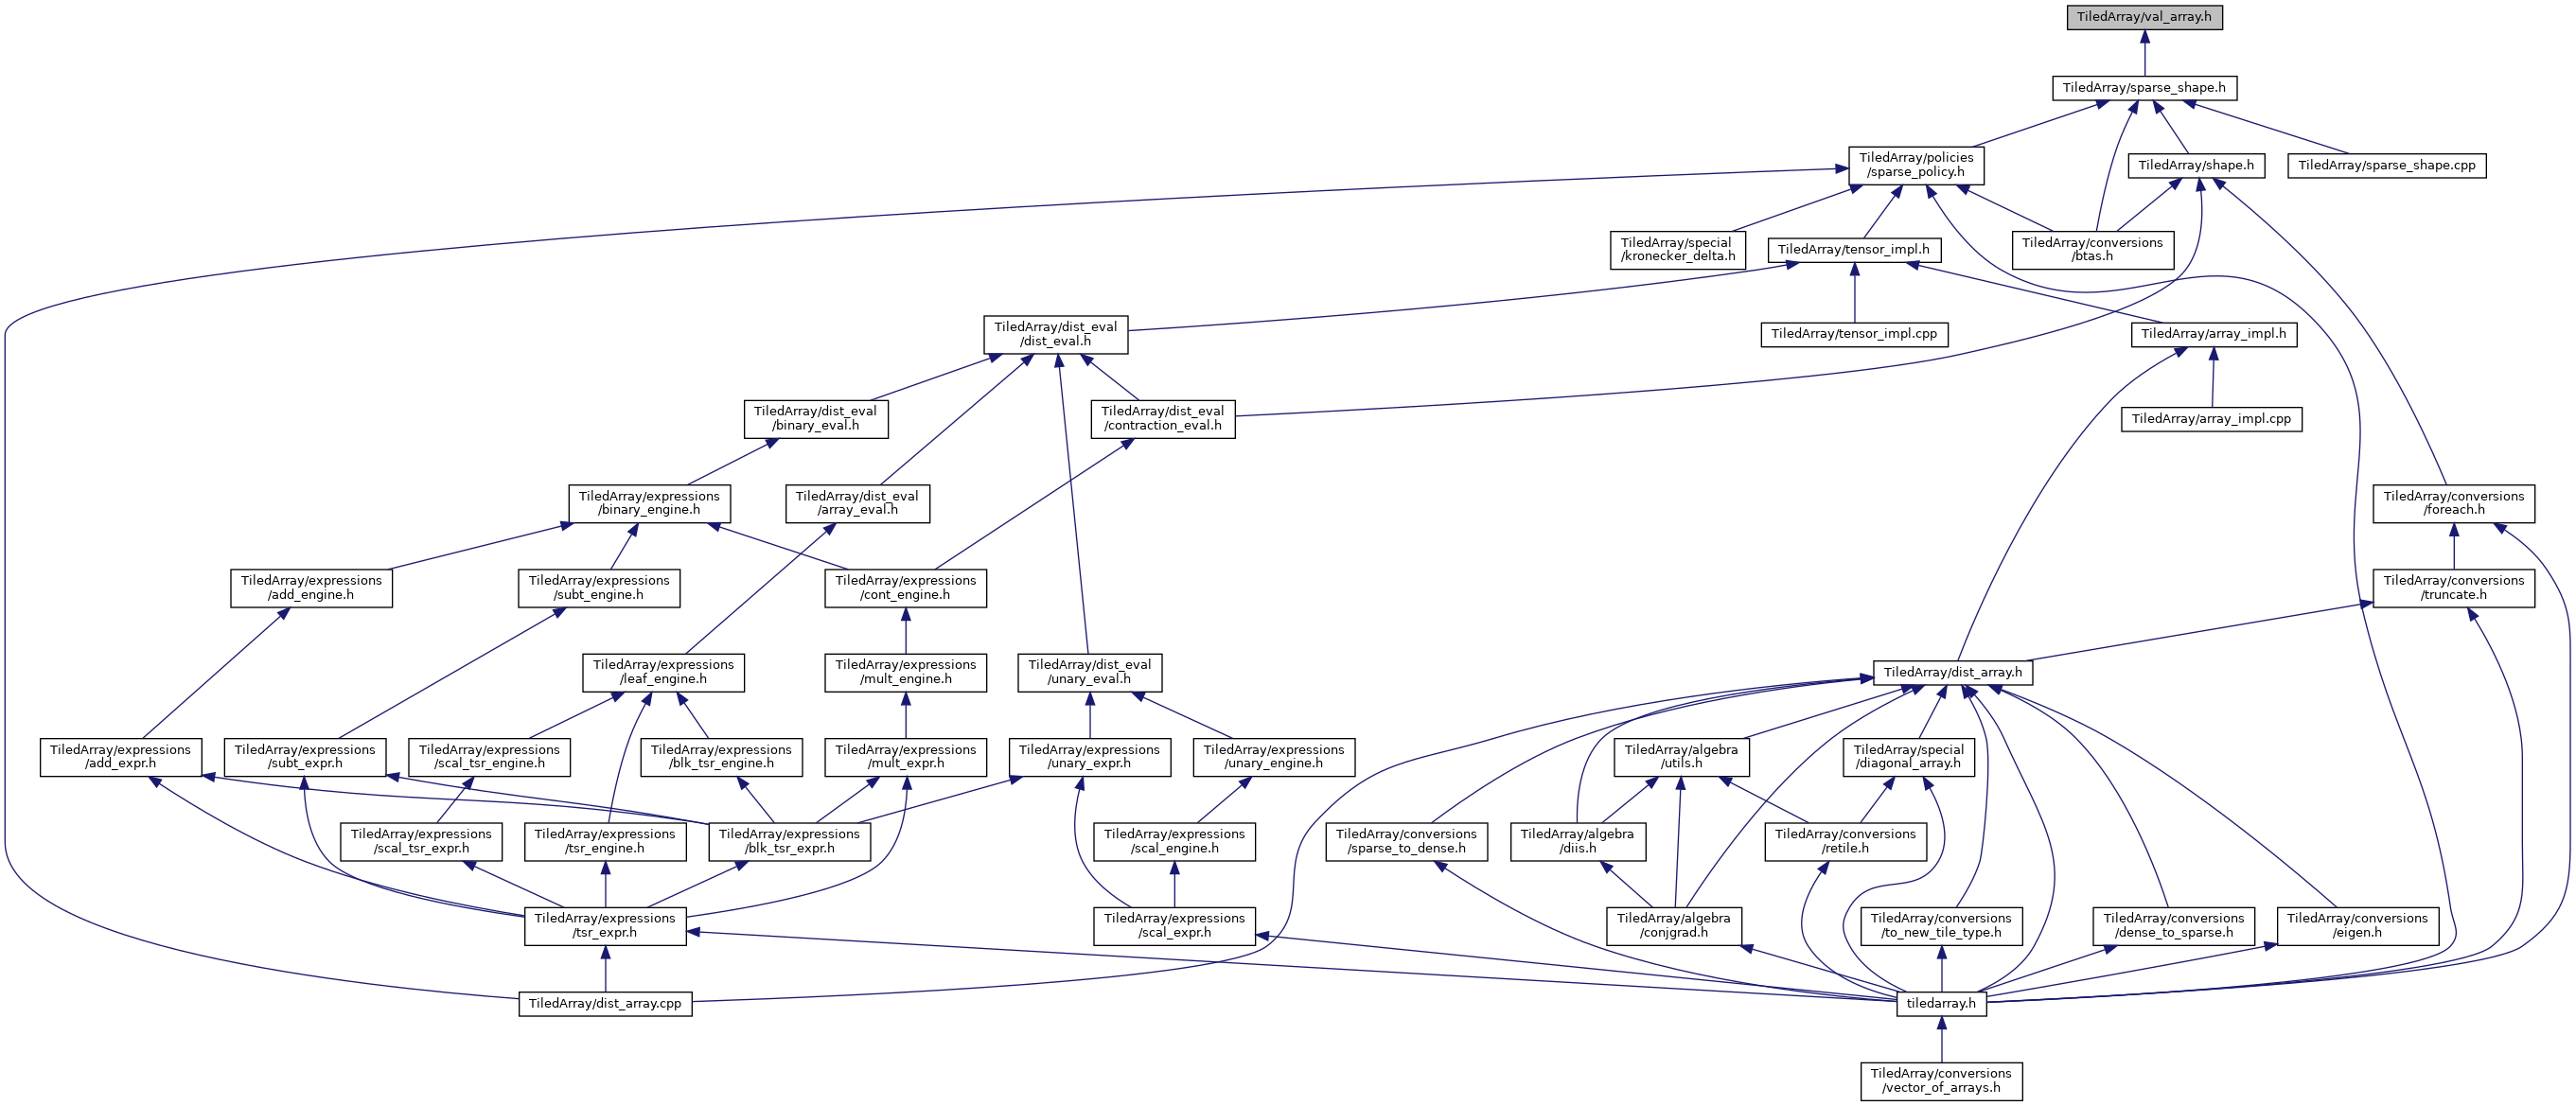 TiledArray/val_array.h
TiledArray/sparse_shape.h
TiledArray/policies
/sparse_policy.h
TiledArray/shape.h
TiledArray/sparse_shape.cpp
TiledArray/special
/kronecker_delta.h
TiledArray/tensor_impl.h
TiledArray/conversions
/btas.h
TiledArray/dist_eval
/dist_eval.h
TiledArray/tensor_impl.cpp
TiledArray/array_impl.h
TiledArray/dist_eval
/binary_eval.h
TiledArray/dist_eval
/contraction_eval.h
TiledArray/array_impl.cpp
TiledArray/expressions
/binary_engine.h
TiledArray/dist_eval
/array_eval.h
TiledArray/conversions
/foreach.h
TiledArray/expressions
/add_engine.h
TiledArray/expressions
/subt_engine.h
TiledArray/expressions
/cont_engine.h
TiledArray/conversions
/truncate.h
TiledArray/expressions
/leaf_engine.h
TiledArray/expressions
/mult_engine.h
TiledArray/dist_eval
/unary_eval.h
TiledArray/dist_array.h
TiledArray/expressions
/add_expr.h
TiledArray/expressions
/subt_expr.h
TiledArray/expressions
/scal_tsr_engine.h
TiledArray/expressions
/blk_tsr_engine.h
TiledArray/expressions
/mult_expr.h
TiledArray/expressions
/unary_expr.h
TiledArray/expressions
/unary_engine.h
TiledArray/algebra
/utils.h
TiledArray/special
/diagonal_array.h
TiledArray/expressions
/scal_tsr_expr.h
TiledArray/expressions
/tsr_engine.h
TiledArray/expressions
/blk_tsr_expr.h
TiledArray/expressions
/scal_engine.h
TiledArray/conversions
/sparse_to_dense.h
TiledArray/algebra
/diis.h
TiledArray/conversions
/retile.h
TiledArray/expressions
/tsr_expr.h
TiledArray/expressions
/scal_expr.h
TiledArray/algebra
/conjgrad.h
TiledArray/conversions
/to_new_tile_type.h
TiledArray/conversions
/dense_to_sparse.h
TiledArray/conversions
/eigen.h
TiledArray/dist_array.cpp
tiledarray.h
TiledArray/conversions
/vector_of_arrays.h